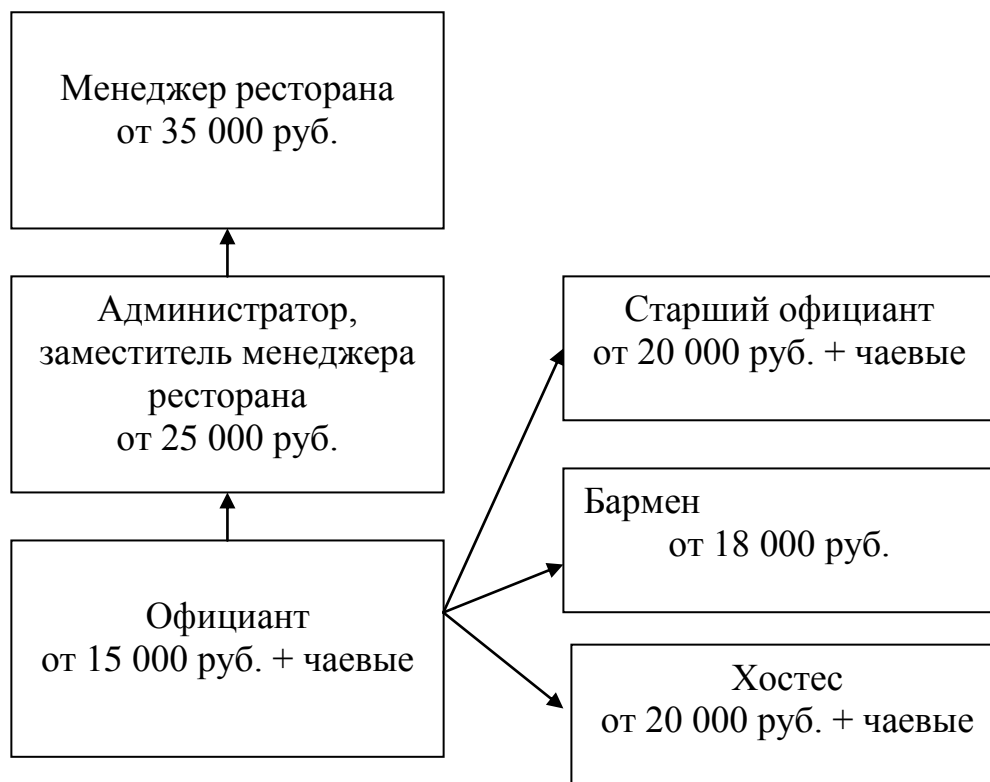 Менеджер ресторана
от 35 000 руб.
Администратор,
заместитель менеджера
ресторана
от 25 000 руб.
Официант
от 15 000 руб. + чаевые
Старший официант
от 20 000 руб. + чаевые
Бармен
от 18 000 руб.
Хостес
от 20 000 руб. + чаевые